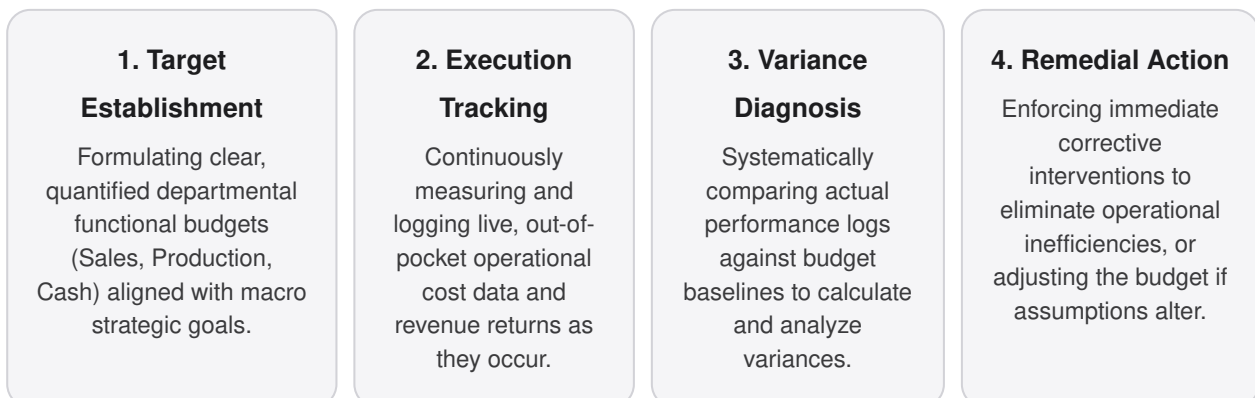 1. Target
Establishment
Formulating clear,
quantified departmental
functional budgets
(Sales, Production,
Cash) aligned with macro
strategic goals.
2. Execution
Tracking
Continuously
measuring and
logging live, out-of-
pocket operational
cost data and
revenue returns as
they occur.
3. Variance
Diagnosis
Systematically
comparing actual
performance logs
against budget
baselines to calculate
and analyze
variances.
4. Remedial Action
Enforcing immediate
corrective
interventions to
eliminate operational
inefficiencies, or
adjusting the budget if
assumptions alter.